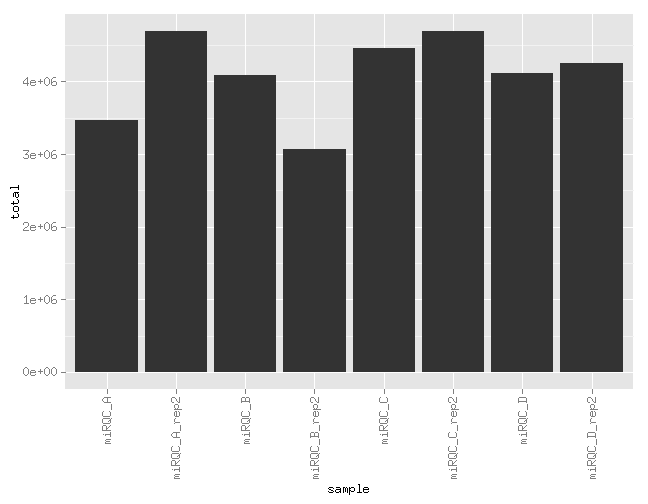 total
4e+06
3e+06
2e+06
1e+06
0e+00
miRQC_A
miRQC_A_rep2
miRQC_B
miRQC_B_rep2
miRQC_C
miRQC_C_rep2
miRQC_D
miRQC_D_rep2
sample